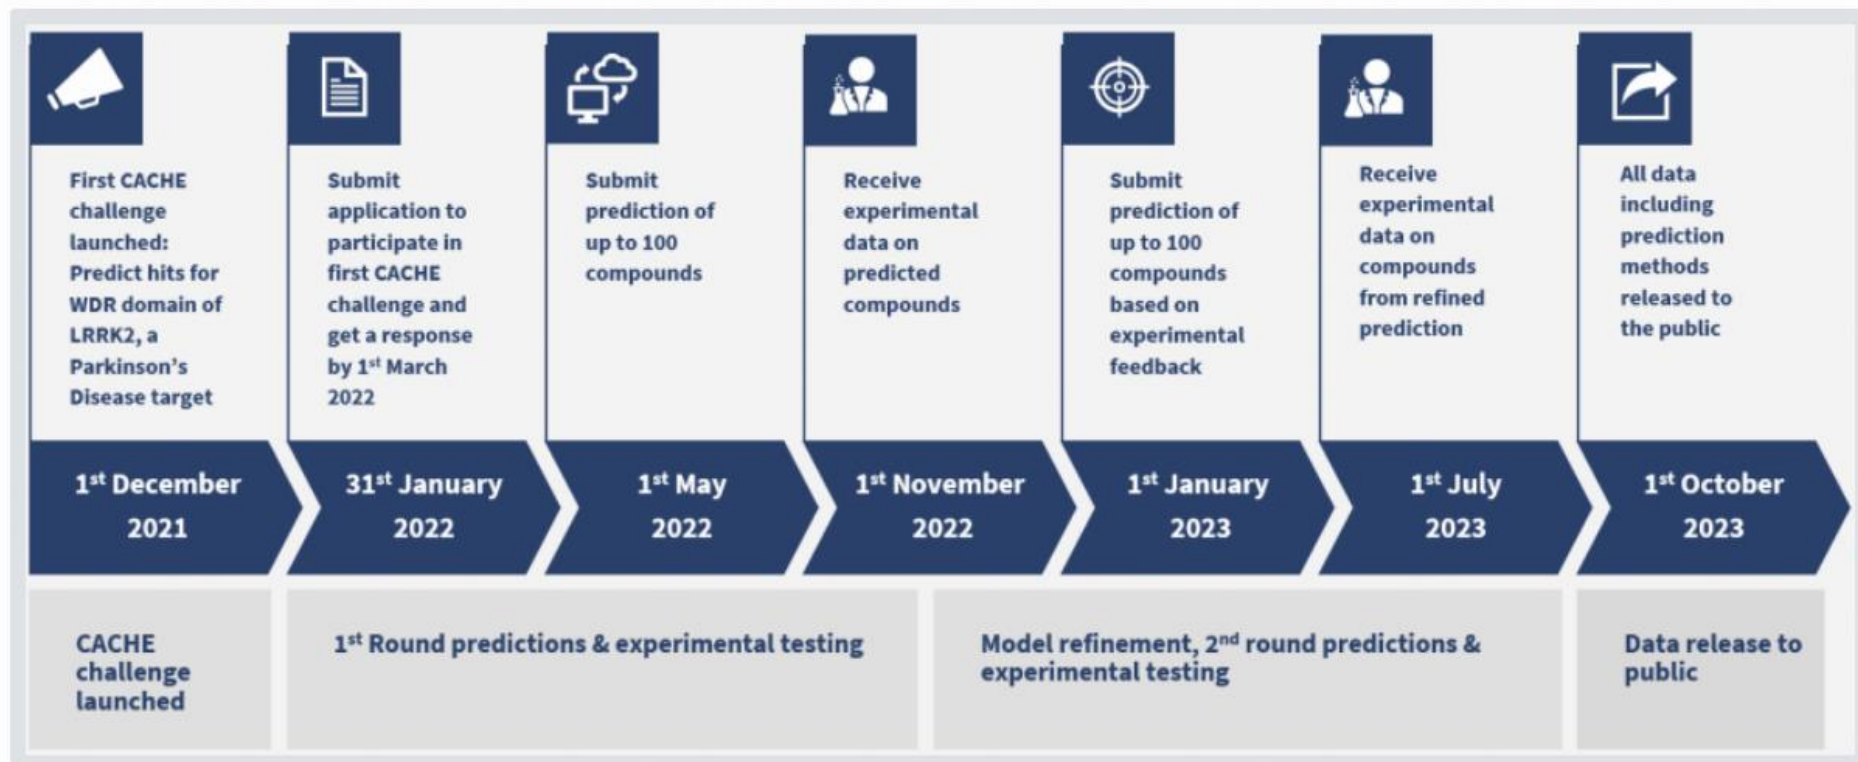 First CACHE
challenge
launched:
Predict hits for
WDR domain of
LRRK2, a
Parkinson’s
Disease target
Submit
application to
participate in
first CACHE
challenge and
get a response
by 1st March
2022
Submit
prediction of
up to 100
compounds
Receive
experimental
data on
predicted
compounds
Submit
prediction of
up to 100
compounds
based on
experimental
feedback
Receive
experimental
data on
compounds
from refined
prediction
All data
including
prediction
methods
released to
the public
1st December
2021
31st January
2022
1st May
2022
1st November
2022
1st January
2023
1st July
2023
1st October
2023
CACHE
challenge
launched
1st Round predictions & experimental testing
Model refinement, 2nd round predictions &
experimental testing
Data release to
public